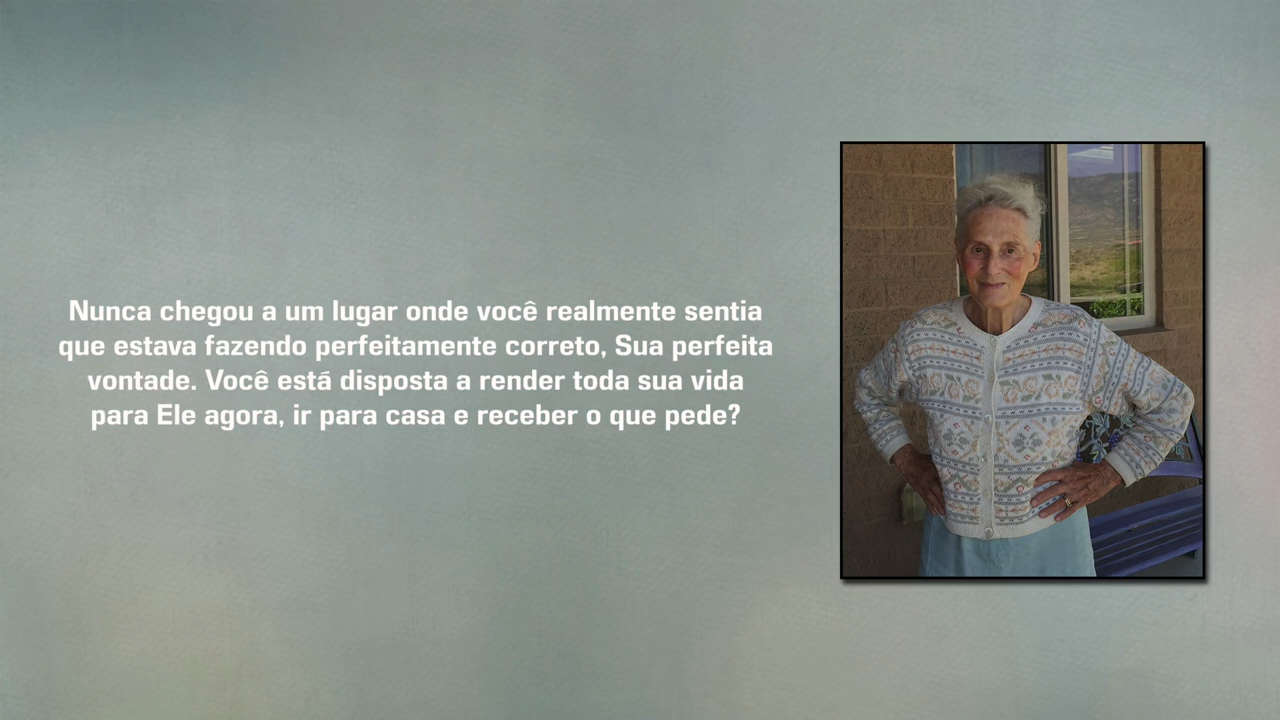 Nunca chegou a um lugar onde você realmente sentia
que estava fazendo perfeitamente correto, Sua perfeita
vontade. Você está disposta a render toda sua vida
para Ele agora, ir para casa e receber o que pede?